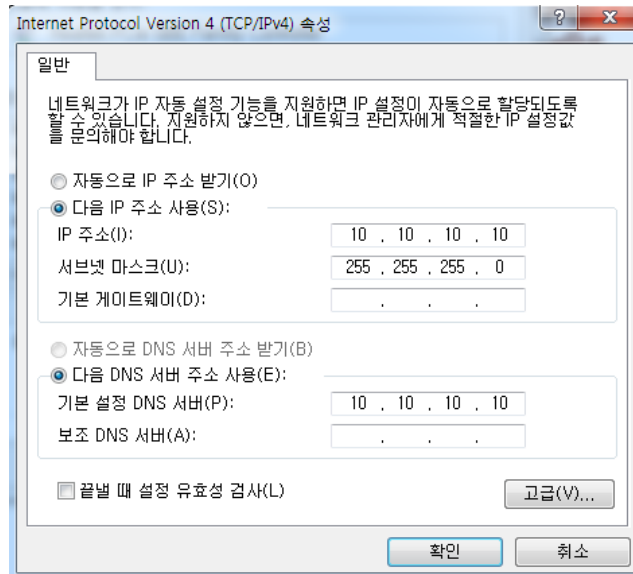 Internet Protocol Version 4 (TCP/IPv4) 속성
일반
네트워크가 IP 자동 설정 기능을 지원하면 IP 설정이 자동으로 할당되도록
할 수 있습니다. 지원하지 않으면, 네트워크 관리자에게 적절한 IP 설정값
을 문의해야 합니다.
자동으로 IP 주소 받기(O)
다음 IP 주소 사용(S):
IP 주소(I): 10 . 10 . 10 . 10
서브넷 마스크(U): 255 . 255 . 255 . 0
기본 게이트웨이(D): . . .
자동으로 DNS 서버 주소 받기(B)
다음 DNS 서버 주소 사용(E):
기본 설정 DNS 서버(P): 10 . 10 . 10 . 10
보조 DNS 서버(A): . . .
끝낼 때 설정 유효성 검사(L) 고급(V)...
확인 취소